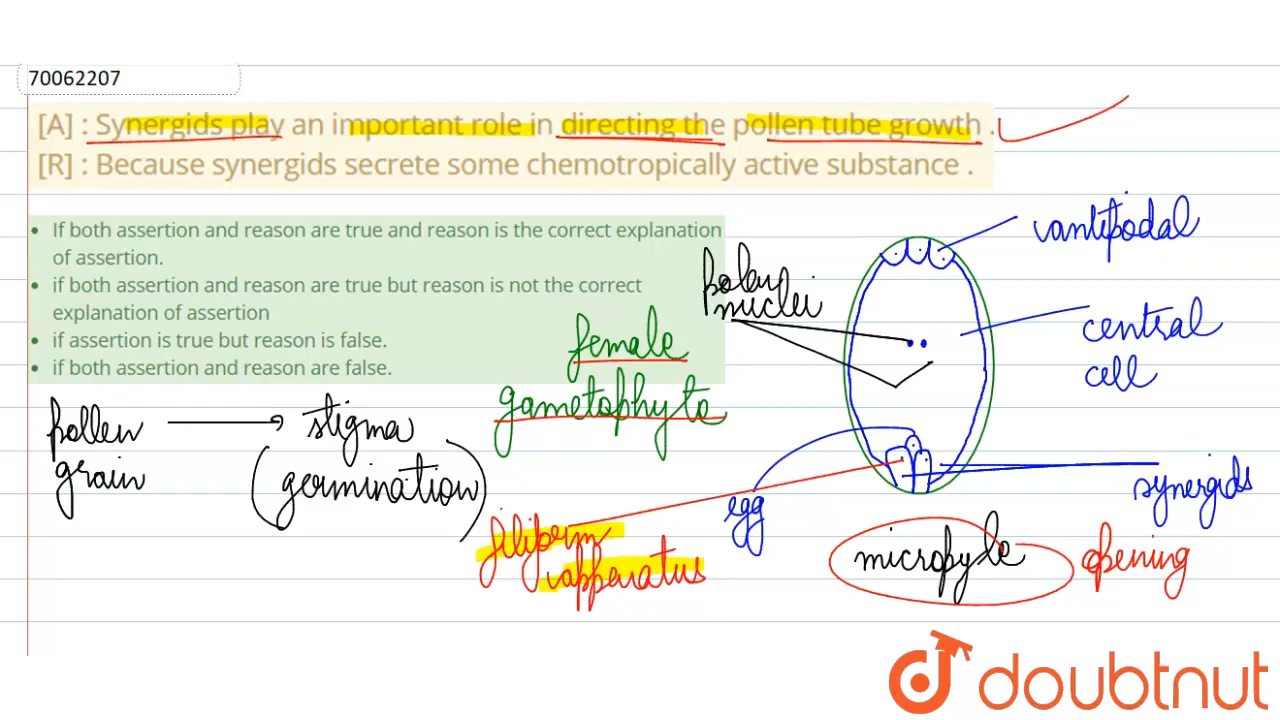 70062207
[A] : Synergids play an important role in directing the pollen tube growth .
[R] : Because synergids secrete some chemotropically active substance .
• If both assertion and reason are true and reason is the correct explanation
of assertion.
• if both assertion and reason are true but reason is not the correct
explanation of assertion
• if assertion is true but reason is false.
• if both assertion and reason are false.
antipodal
polar
nuclei
central
cell
female
gametophyte
pollen → stigma
grain (germination)
egg
synergids
filiform
apparatus
micropyle opening
doubtnut